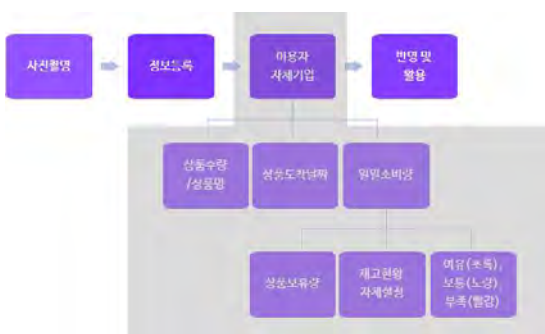 사진촬영
정보등록
이용자
자체기업
반영 및
활용
상품수량
/상품명
상품도착날짜
일일소비량
상품보유량
재고현황
자체설정
여유(초록),
보통(노랑),
부족(빨강)